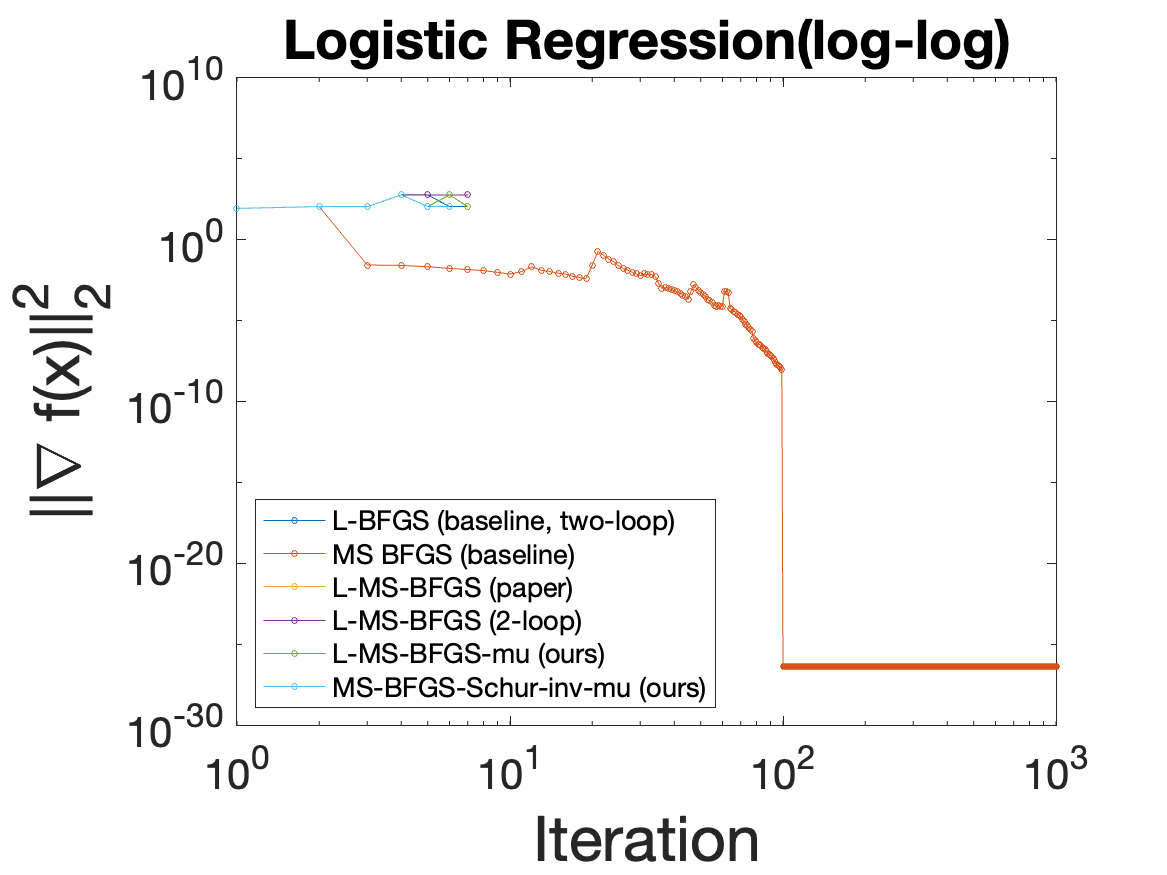 Logistic Regression(log-log)
10^10
10^0
10^-10
10^-20
10^-30
||∇ f(x)||_2^2
L-BFGS (baseline, two-loop)
MS BFGS (baseline)
L-MS-BFGS (paper)
L-MS-BFGS (2-loop)
L-MS-BFGS-mu (ours)
MS-BFGS-Schur-inv-mu (ours)
10^0 10^1 10^2 10^3
Iteration